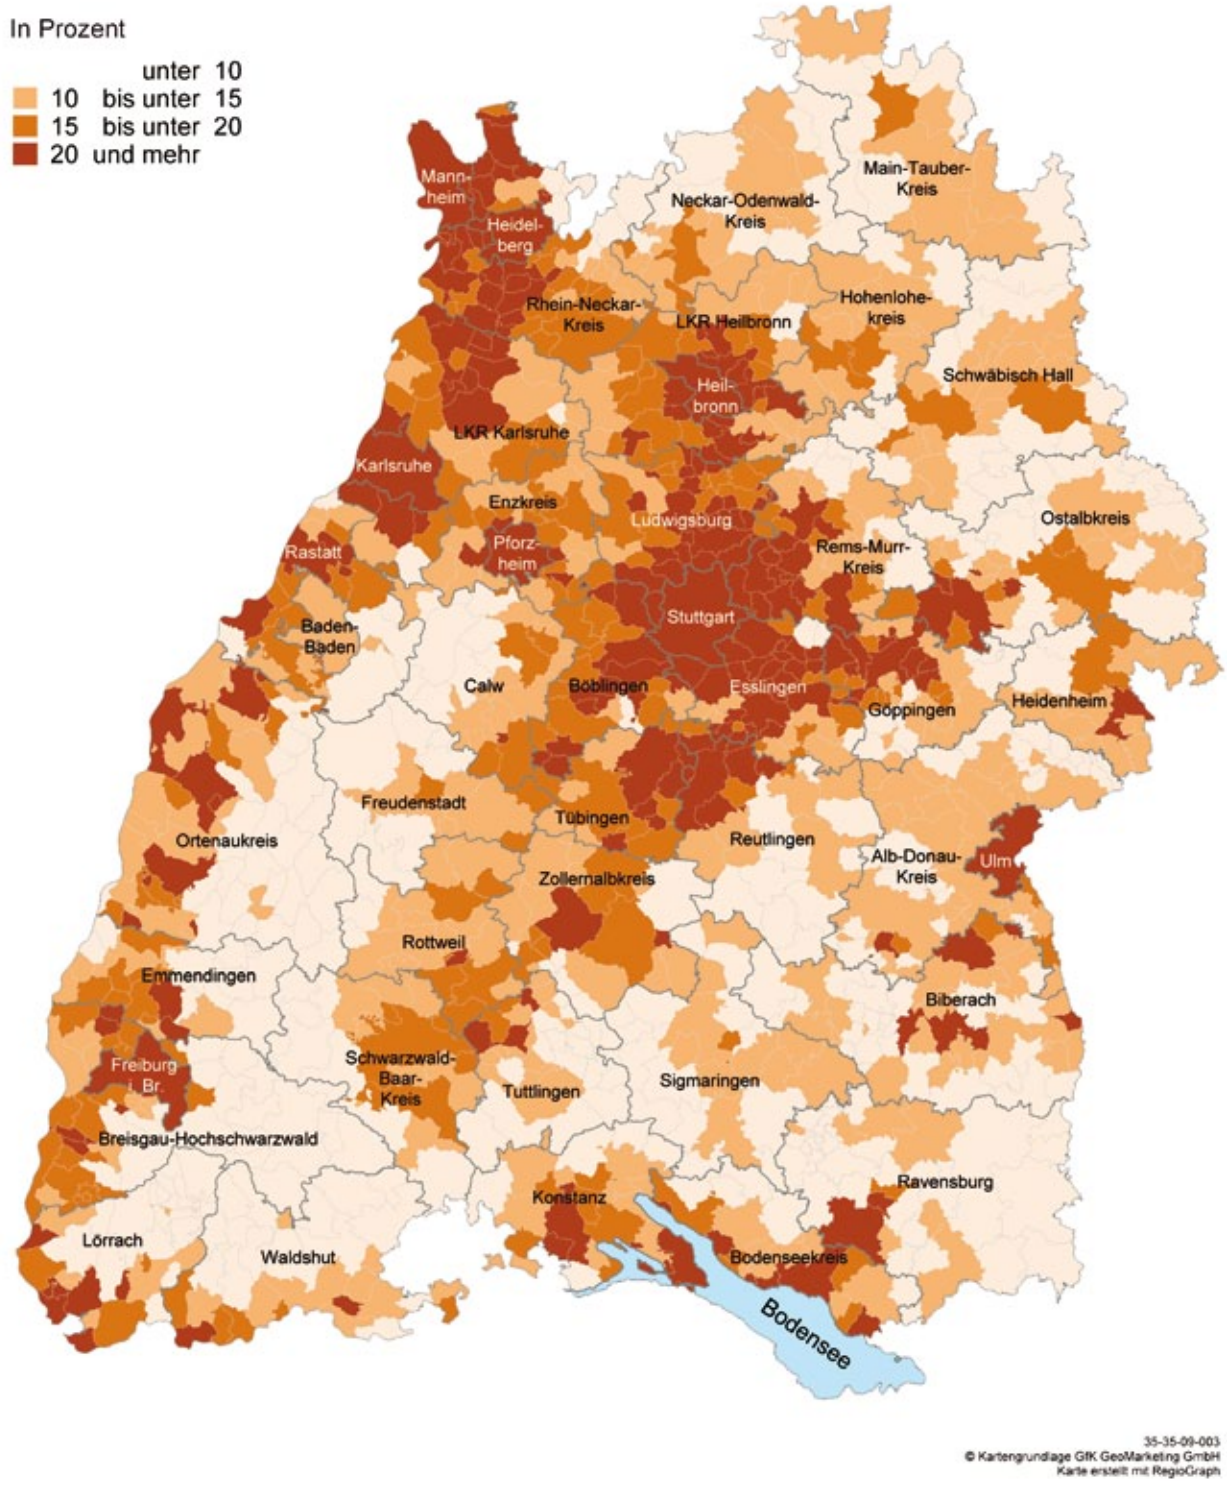 In Prozent
unter 10
10 bis unter 15
15 bis unter 20
20 und mehr
Mann-
heim
Heidel-
berg
Main-Tauber-
Kreis
Neckar-Odenwald-
Kreis
Rhein-Neckar-
Kreis
LKR Heilbronn
Hohenlohe-
kreis
Schwäbisch Hall
Heil-
bronn
LKR Karlsruhe
Karlsruhe
Enzkreis
Ludwigsburg
Ostalbkreis
Rastatt
Pforz-
heim
Rems-Murr-
Kreis
Baden-
Baden
Stuttgart
Calw
Böblingen
Esslingen
Göppingen
Heidenheim
Freudenstadt
Tübingen
Reutlingen
Ortenaukreis
Alb-Donau-
Kreis
Ulm
Zollernalbkreis
Rottweil
Emmendingen
Biberach
Freiburg
i. Br.
Schwarzwald-
Baar-
Kreis
Tuttlingen
Sigmaringen
Breisgau-Hochschwarzwald
Ravensburg
Konstanz
Lörrach
Waldshut
Bodenseekreis
Bodensee
35-35-09-003
© Kartengrundlage GfK GeoMarketing GmbH
Karte erstellt mit RegioGraph